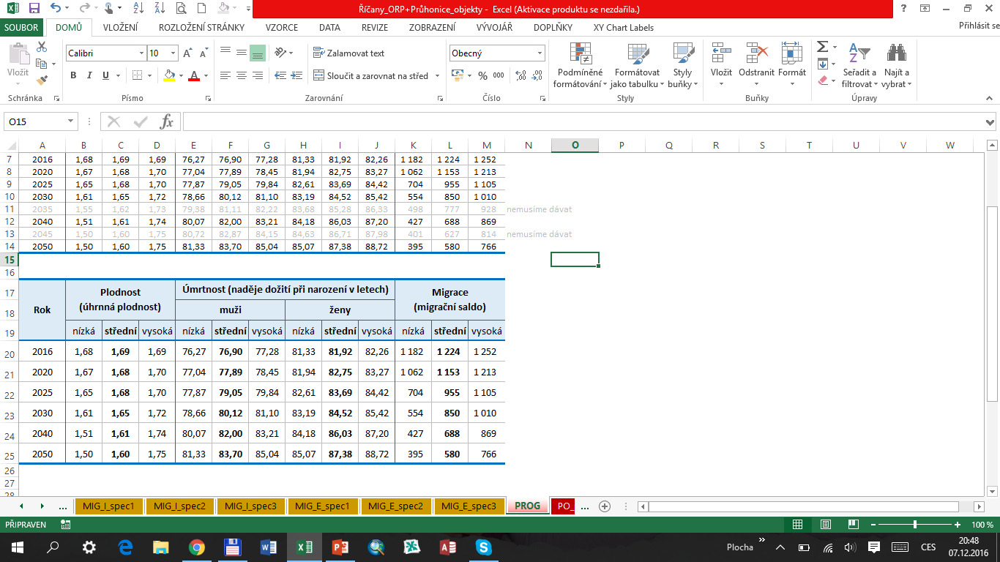 Říčany_ORP+Průhonice_objekty - Excel (Aktivace produktu se nezdařila.)
SOUBOR DOMŮ VLOŽENÍ ROZLOŽENÍ STRÁNKY VZORCE DATA REVIZE ZOBRAZENÍ VÝVOJÁŘ DOPLŇKY XY Chart Labels Přihlásit se
Vložit
Calibri 10
B I U A
Zalamovat text
Sloučit a zarovnat na střed
Obecný
% 000
Podmíněné formátování
Formátovat jako tabulku
Styly buňky
Vložit Odstranit Formát
Seřadit a filtrovat
Najít a vybrat
Schránka Písmo Zarovnání Číslo Styly Buňky Úpravy
O15 fx
A B C D E F G H I J K L M N O P Q R S T U V W
7 2016 1,68 1,69 1,69 76,27 76,90 77,28 81,33 81,92 82,26 1 182 1 224 1 252
8 2020 1,67 1,68 1,70 77,04 77,89 78,45 81,94 82,75 83,27 1 062 1 153 1 213
9 2025 1,65 1,68 1,70 77,87 79,05 79,84 82,61 83,69 84,42 704 955 1 105
10 2030 1,61 1,65 1,72 78,66 80,12 81,10 83,19 84,52 85,42 554 850 1 010
11 2035 1,55 1,62 1,73 79,38 81,11 82,22 83,68 85,28 86,33 498 777 928 nemusíme dávat
12 2040 1,51 1,61 1,74 80,07 82,00 83,21 84,18 86,03 87,20 427 688 869
13 2045 1,50 1,60 1,75 80,72 82,87 84,15 84,63 86,71 87,98 401 627 814 nemusíme dávat
14 2050 1,50 1,60 1,75 81,33 83,70 85,04 85,07 87,38 88,72 395 580 766
15
16
17 Rok Plodnost (úhrnná plodnost) Úmrtnost (naděje dožití při narození v letech) Migrace (migrační saldo)
18 muži ženy
19 nízká střední vysoká nízká střední vysoká nízká střední vysoká nízká střední vysoká
20 2016 1,68 1,69 1,69 76,27 76,90 77,28 81,33 81,92 82,26 1 182 1 224 1 252
21 2020 1,67 1,68 1,70 77,04 77,89 78,45 81,94 82,75 83,27 1 062 1 153 1 213
22 2025 1,65 1,68 1,70 77,87 79,05 79,84 82,61 83,69 84,42 704 955 1 105
23 2030 1,61 1,65 1,72 78,66 80,12 81,10 83,19 84,52 85,42 554 850 1 010
24 2040 1,51 1,61 1,74 80,07 82,00 83,21 84,18 86,03 87,20 427 688 869
25 2050 1,50 1,60 1,75 81,33 83,70 85,04 85,07 87,38 88,72 395 580 766
26
27
28
... MIG_I_spec1 MIG_I_spec2 MIG_I_spec3 MIG_E_spec1 MIG_E_spec2 MIG_E_spec3 PROG PO_ ...
PŘIPRAVEN 100 %
Plocha CES 20:48
07.12.2016